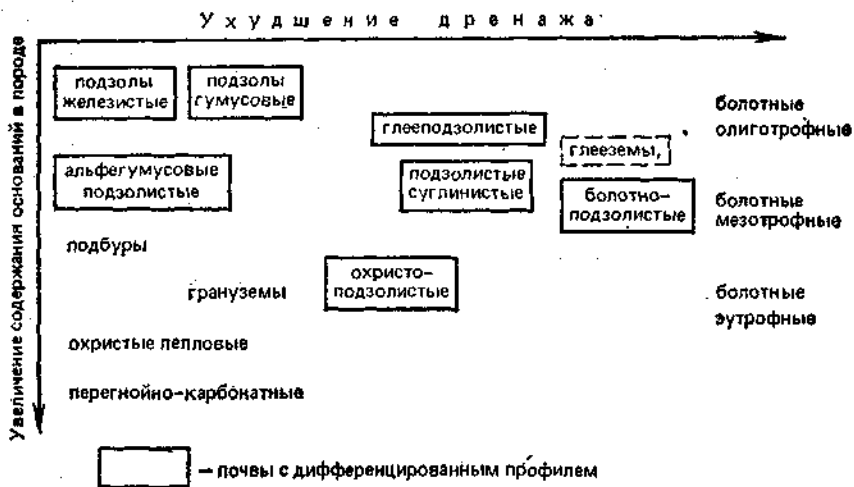 Ухудшение дренажа
Увеличение содержания оснований в породе
подзолы
железистые
подзолы
гумусовые
глееподзолистые
болотные
олиготрофные
глееземы,
альфегумусовые
подзолистые
подзолистые
суглинистые
болотно-
подзолистые
болотные
мезотрофные
подбуры
грануземы
охристо-
подзолистые
болотные
эутрофные
охристые пепловые
перегнойно-карбонатные
— почвы с дифференцированным профилем